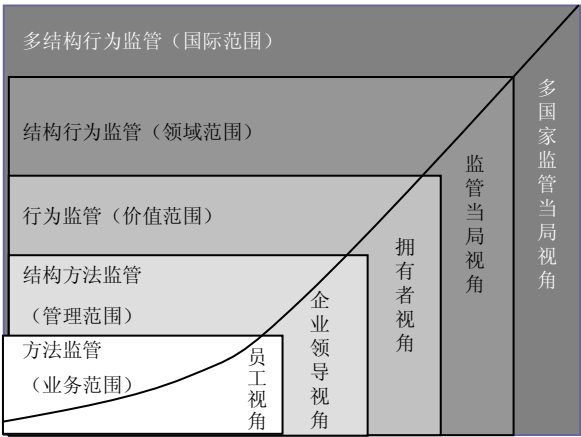 多结构行为监管（国际范围）
结构行为监管（领域范围）
行为监管（价值范围）
结构方法监管
（管理范围）
方法监管
（业务范围）
员工视角
企业领导视角
拥有者视角
监管当局视角
多国家监管当局视角